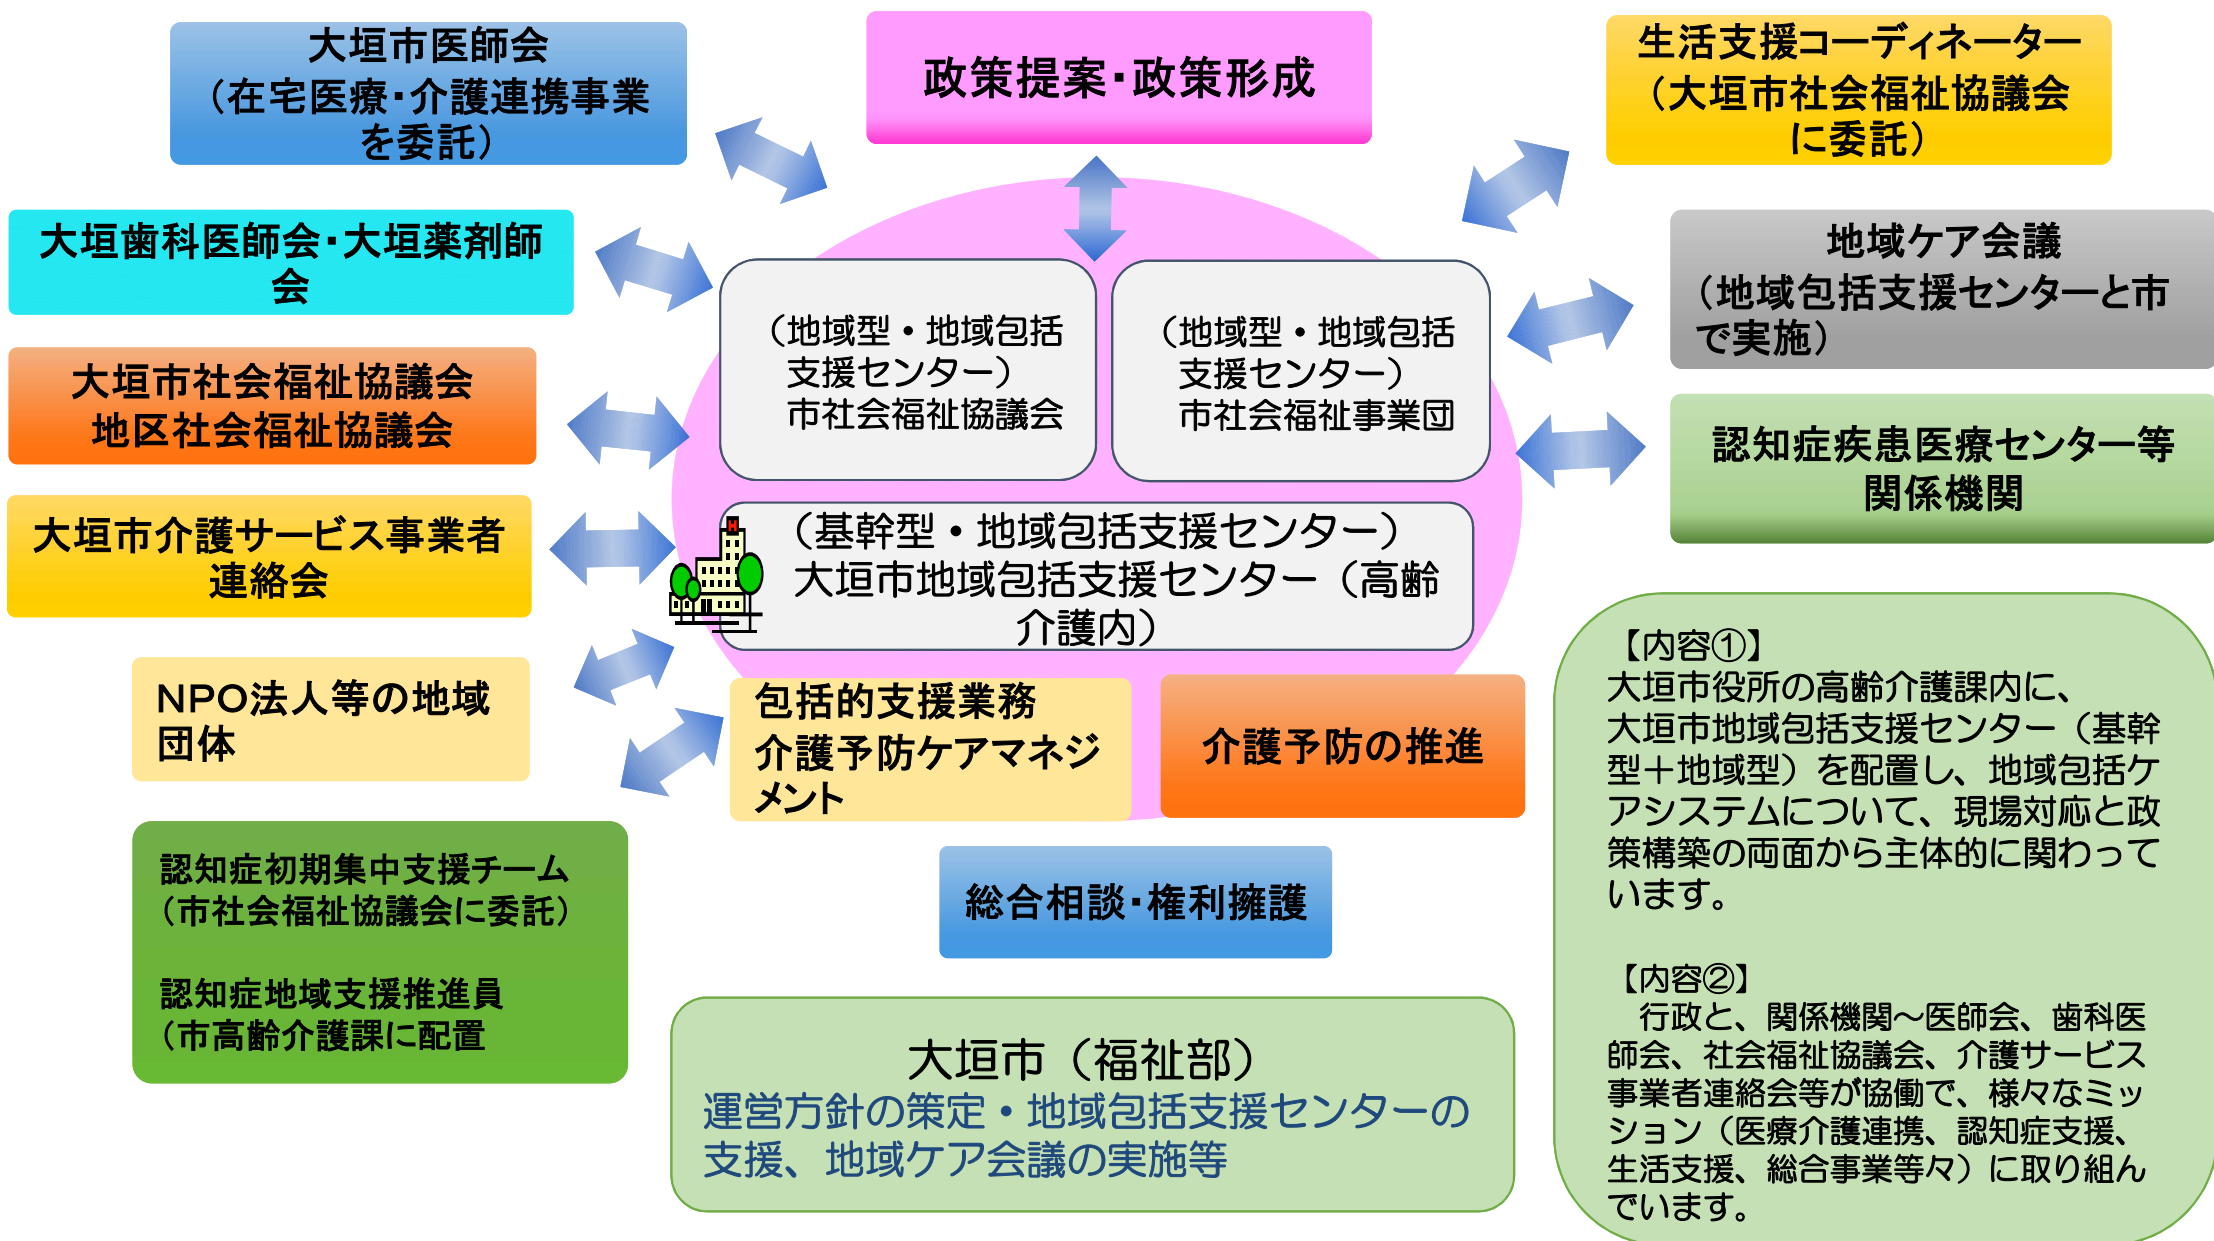 大垣市医師会
（在宅医療・介護連携事業
を委託）
政策提案・政策形成
生活支援コーディネーター
（大垣市社会福祉協議会
に委託）
大垣歯科医師会・大垣薬剤師
会
地域ケア会議
（地域包括支援センターと市
で実施）
大垣市社会福祉協議会
地区社会福祉協議会
（地域型・地域包括
支援センター）
市社会福祉協議会
（地域型・地域包括
支援センター）
市社会福祉事業団
認知症疾患医療センター等
関係機関
大垣市介護サービス事業者
連絡会
（基幹型・地域包括支援センター）
大垣市地域包括支援センター（高齢
介護内）
H
NPO法人等の地域
団体
包括的支援業務
介護予防ケアマネジ
メント
介護予防の推進
認知症初期集中支援チーム
（市社会福祉協議会に委託）
認知症地域支援推進員
（市高齢介護課に配置
総合相談・権利擁護
大垣市（福祉部）
運営方針の策定・地域包括支援センターの
支援、地域ケア会議の実施等
【内容①】
大垣市役所の高齢介護課内に、
大垣市地域包括支援センター（基幹
型＋地域型）を配置し、地域包括ケ
アシステムについて、現場対応と政
策構築の両面から主体的に関わって
います。
【内容②】
　行政と、関係機関～医師会、歯科医
師会、社会福祉協議会、介護サービス
事業者連絡会等が協働で、様々なミッ
ション（医療介護連携、認知症支援、
生活支援、総合事業等々）に取り組ん
でいます。